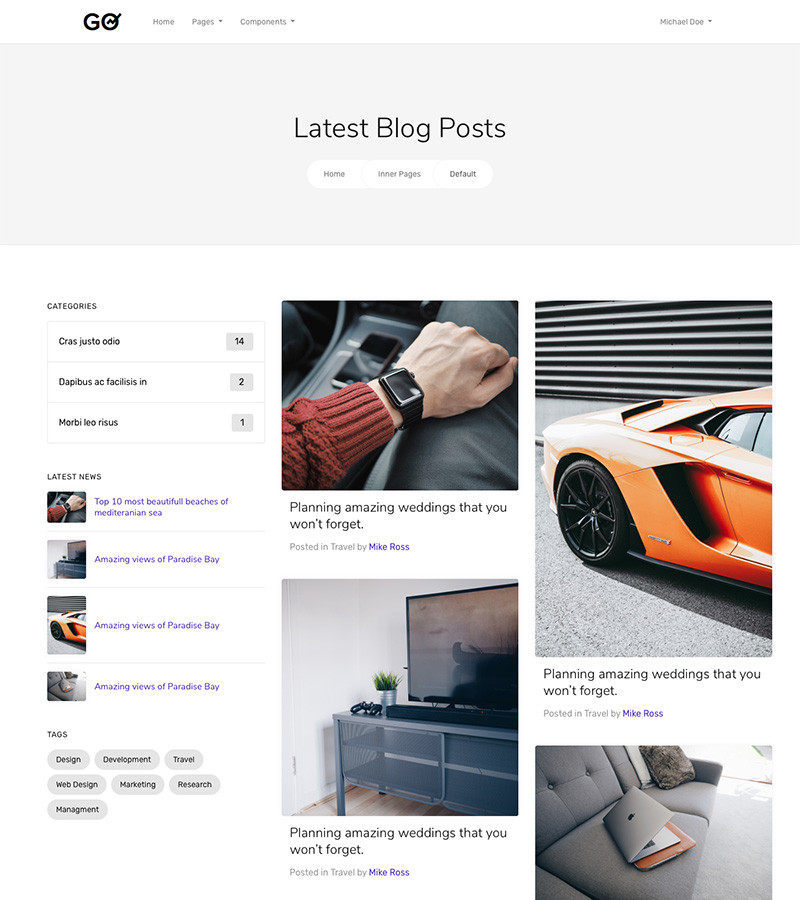 GO
Home
Pages
Components
Michael Doe
Latest Blog Posts
Home
Inner Pages
Default
CATEGORIES
Cras justo odio
14
Dapibus ac facilisis in
2
Morbi leo risus
1
LATEST NEWS
Top 10 most beautifull beaches of
mediteranian sea
Amazing views of Paradise Bay
Amazing views of Paradise Bay
Amazing views of Paradise Bay
TAGS
Design
Development
Travel
Web Design
Marketing
Research
Managment
Planning amazing weddings that you
won't forget.
Posted in Travel by Mike Ross
Planning amazing weddings that you
won't forget.
Posted in Travel by Mike Ross
Planning amazing weddings that you
won't forget.
Posted in Travel by Mike Ross